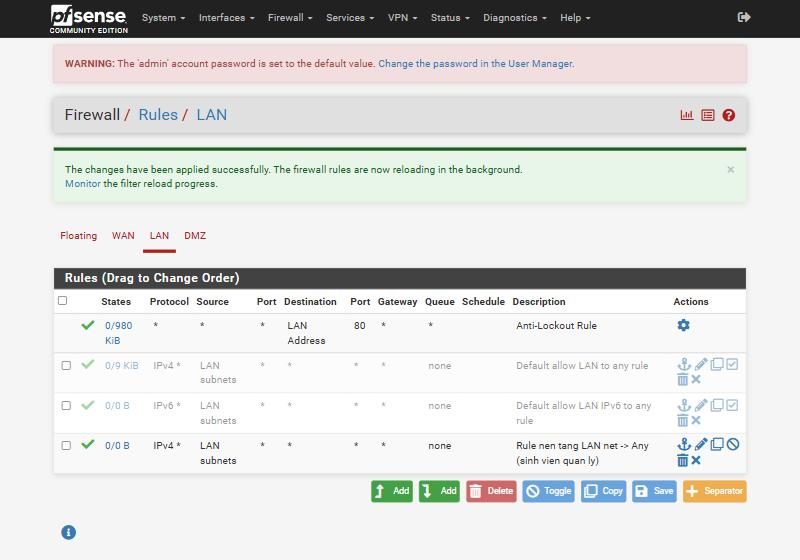 pfsense
COMMUNITY EDITION
System Interfaces Firewall Services VPN Status Diagnostics Help
WARNING: The 'admin' account password is set to the default value. Change the password in the User Manager.
Firewall / Rules / LAN
The changes have been applied successfully. The firewall rules are now reloading in the background.
Monitor the filter reload progress.
Floating WAN LAN DMZ
Rules (Drag to Change Order)
States Protocol Source Port Destination Port Gateway Queue Schedule Description Actions
0/980 KiB * * * LAN Address 80 * * Anti-Lockout Rule
0/9 KiB IPv4 * LAN subnets * * * * none Default allow LAN to any rule
0/0 B IPv6 * LAN subnets * * * * none Default allow LAN IPv6 to any rule
0/0 B IPv4 * LAN subnets * * * * none Rule nen tang LAN net -> Any (sinh vien quan ly)
Add Add Delete Toggle Copy Save Separator